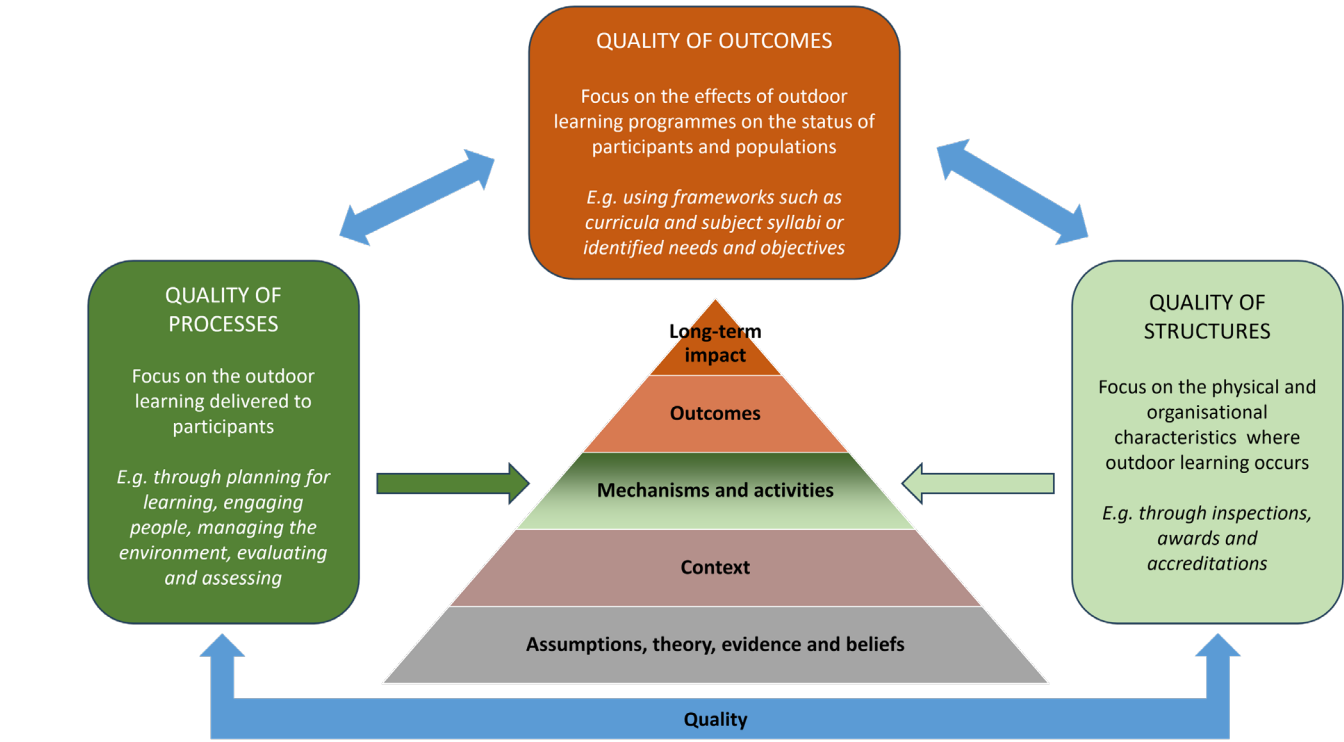 QUALITY OF OUTCOMES
Focus on the effects of outdoor
learning programmes on the status of
participants and populations
E.g. using frameworks such as
curricula and subject syllabi or
identified needs and objectives
QUALITY OF
PROCESSES
Focus on the outdoor
learning delivered to
participants
E.g. through planning for
learning, engaging
people, managing the
environment, evaluating
and assessing
Long-term
impact
Outcomes
Mechanisms and activities
Context
Assumptions, theory, evidence and beliefs
QUALITY OF
STRUCTURES
Focus on the physical and
organisational
characteristics where
outdoor learning occurs
E.g. through inspections,
awards and
accreditations
Quality